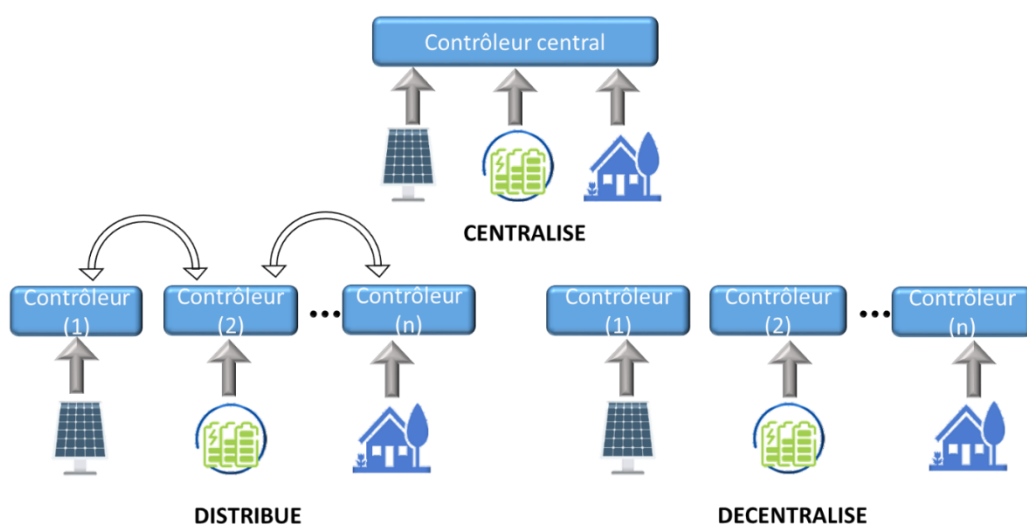 Contrôleur central
CENTRALISE
Contrôleur
(1)
Contrôleur
(2)
...
Contrôleur
(n)
DISTRIBUE
Contrôleur
(1)
Contrôleur
(2)
...
Contrôleur
(n)
DECENTRALISE